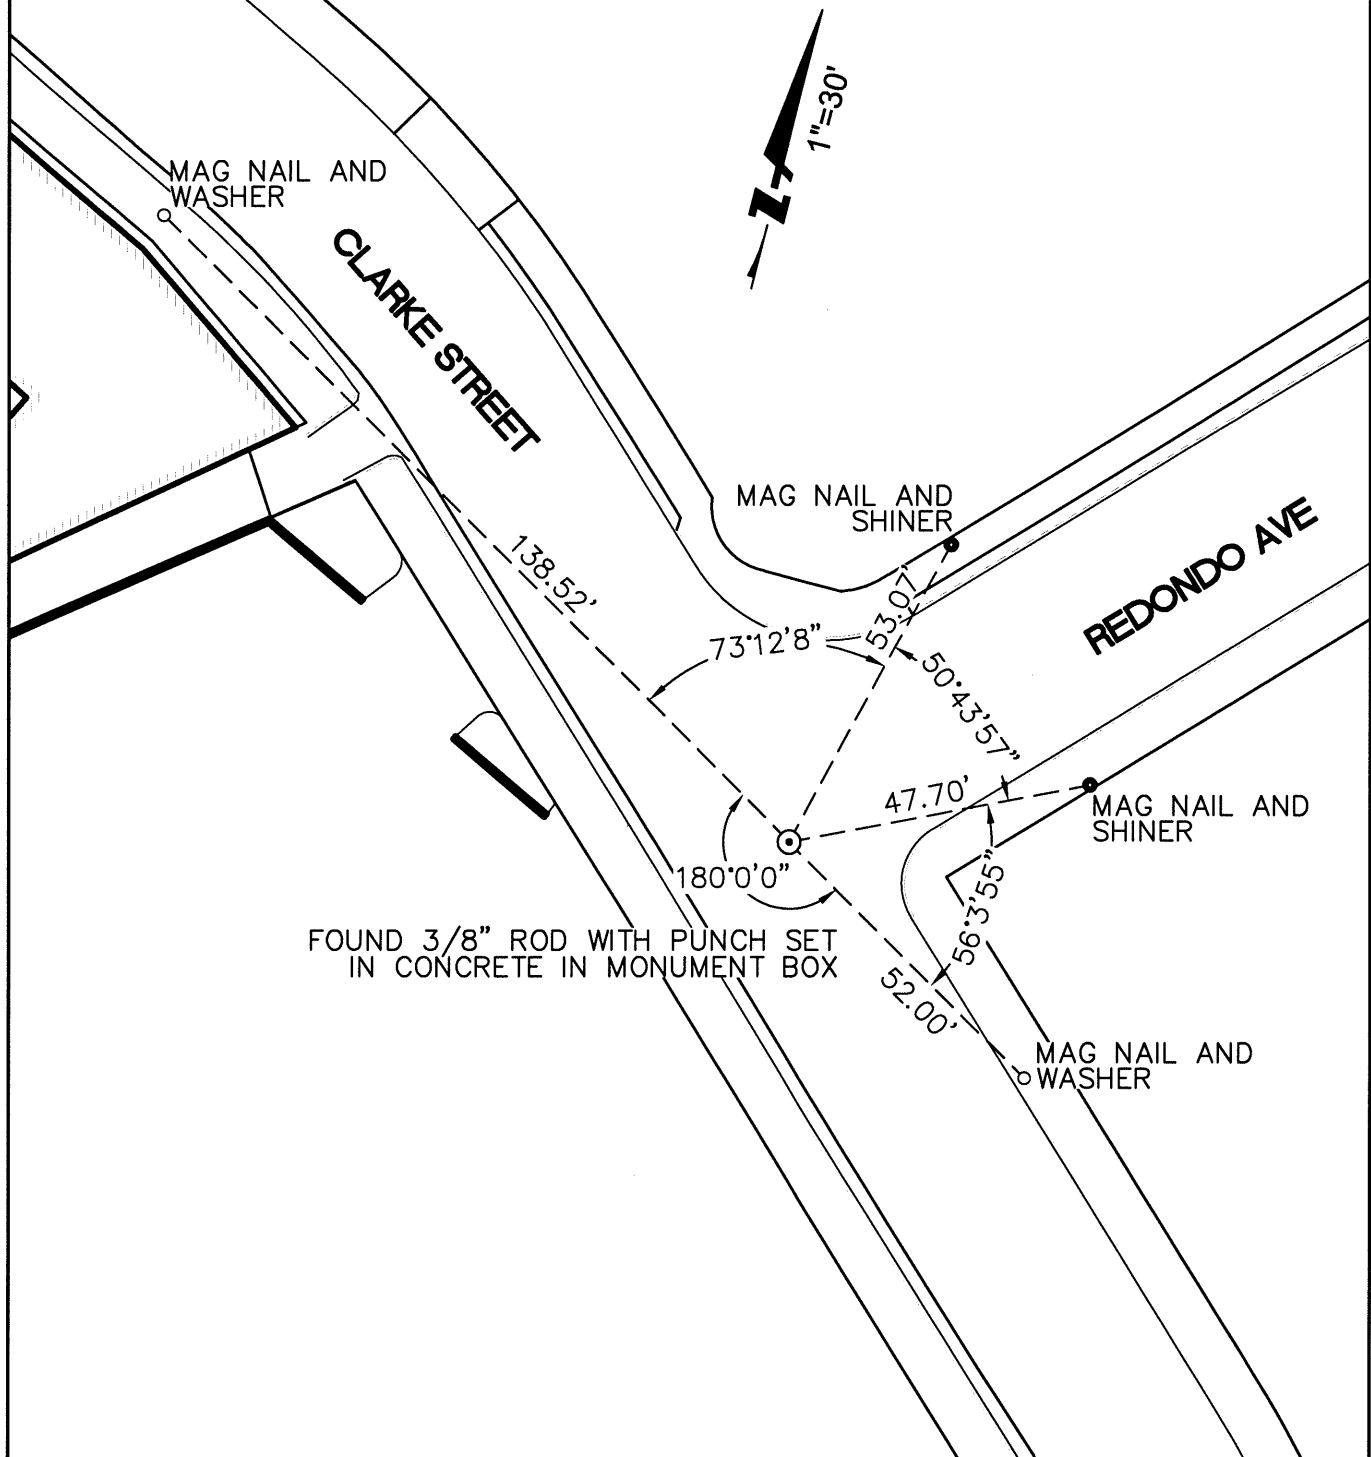 1"=30'
N
MAG NAIL AND
WASHER
CLARKE STREET
MAG NAIL AND
SHINER
REDONDO AVE
138.52'
53.07'
73°12'8"
50°43'57"
47.70'
MAG NAIL AND
SHINER
180°0'0"
56°3'55"
FOUND 3/8" ROD WITH PUNCH SET
IN CONCRETE IN MONUMENT BOX
52.00'
MAG NAIL AND
WASHER